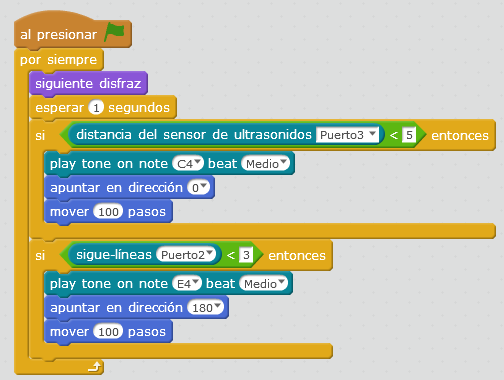 al presionar
por siempre
siguiente disfraz
esperar 1 segundos
si distancia del sensor de ultrasonidos Puerto3 < 5 entonces
play tone on note C4 beat Medio
apuntar en dirección 0
mover 100 pasos
si sigue-líneas Puerto2 < 3 entonces
play tone on note E4 beat Medio
apuntar en dirección 180
mover 100 pasos